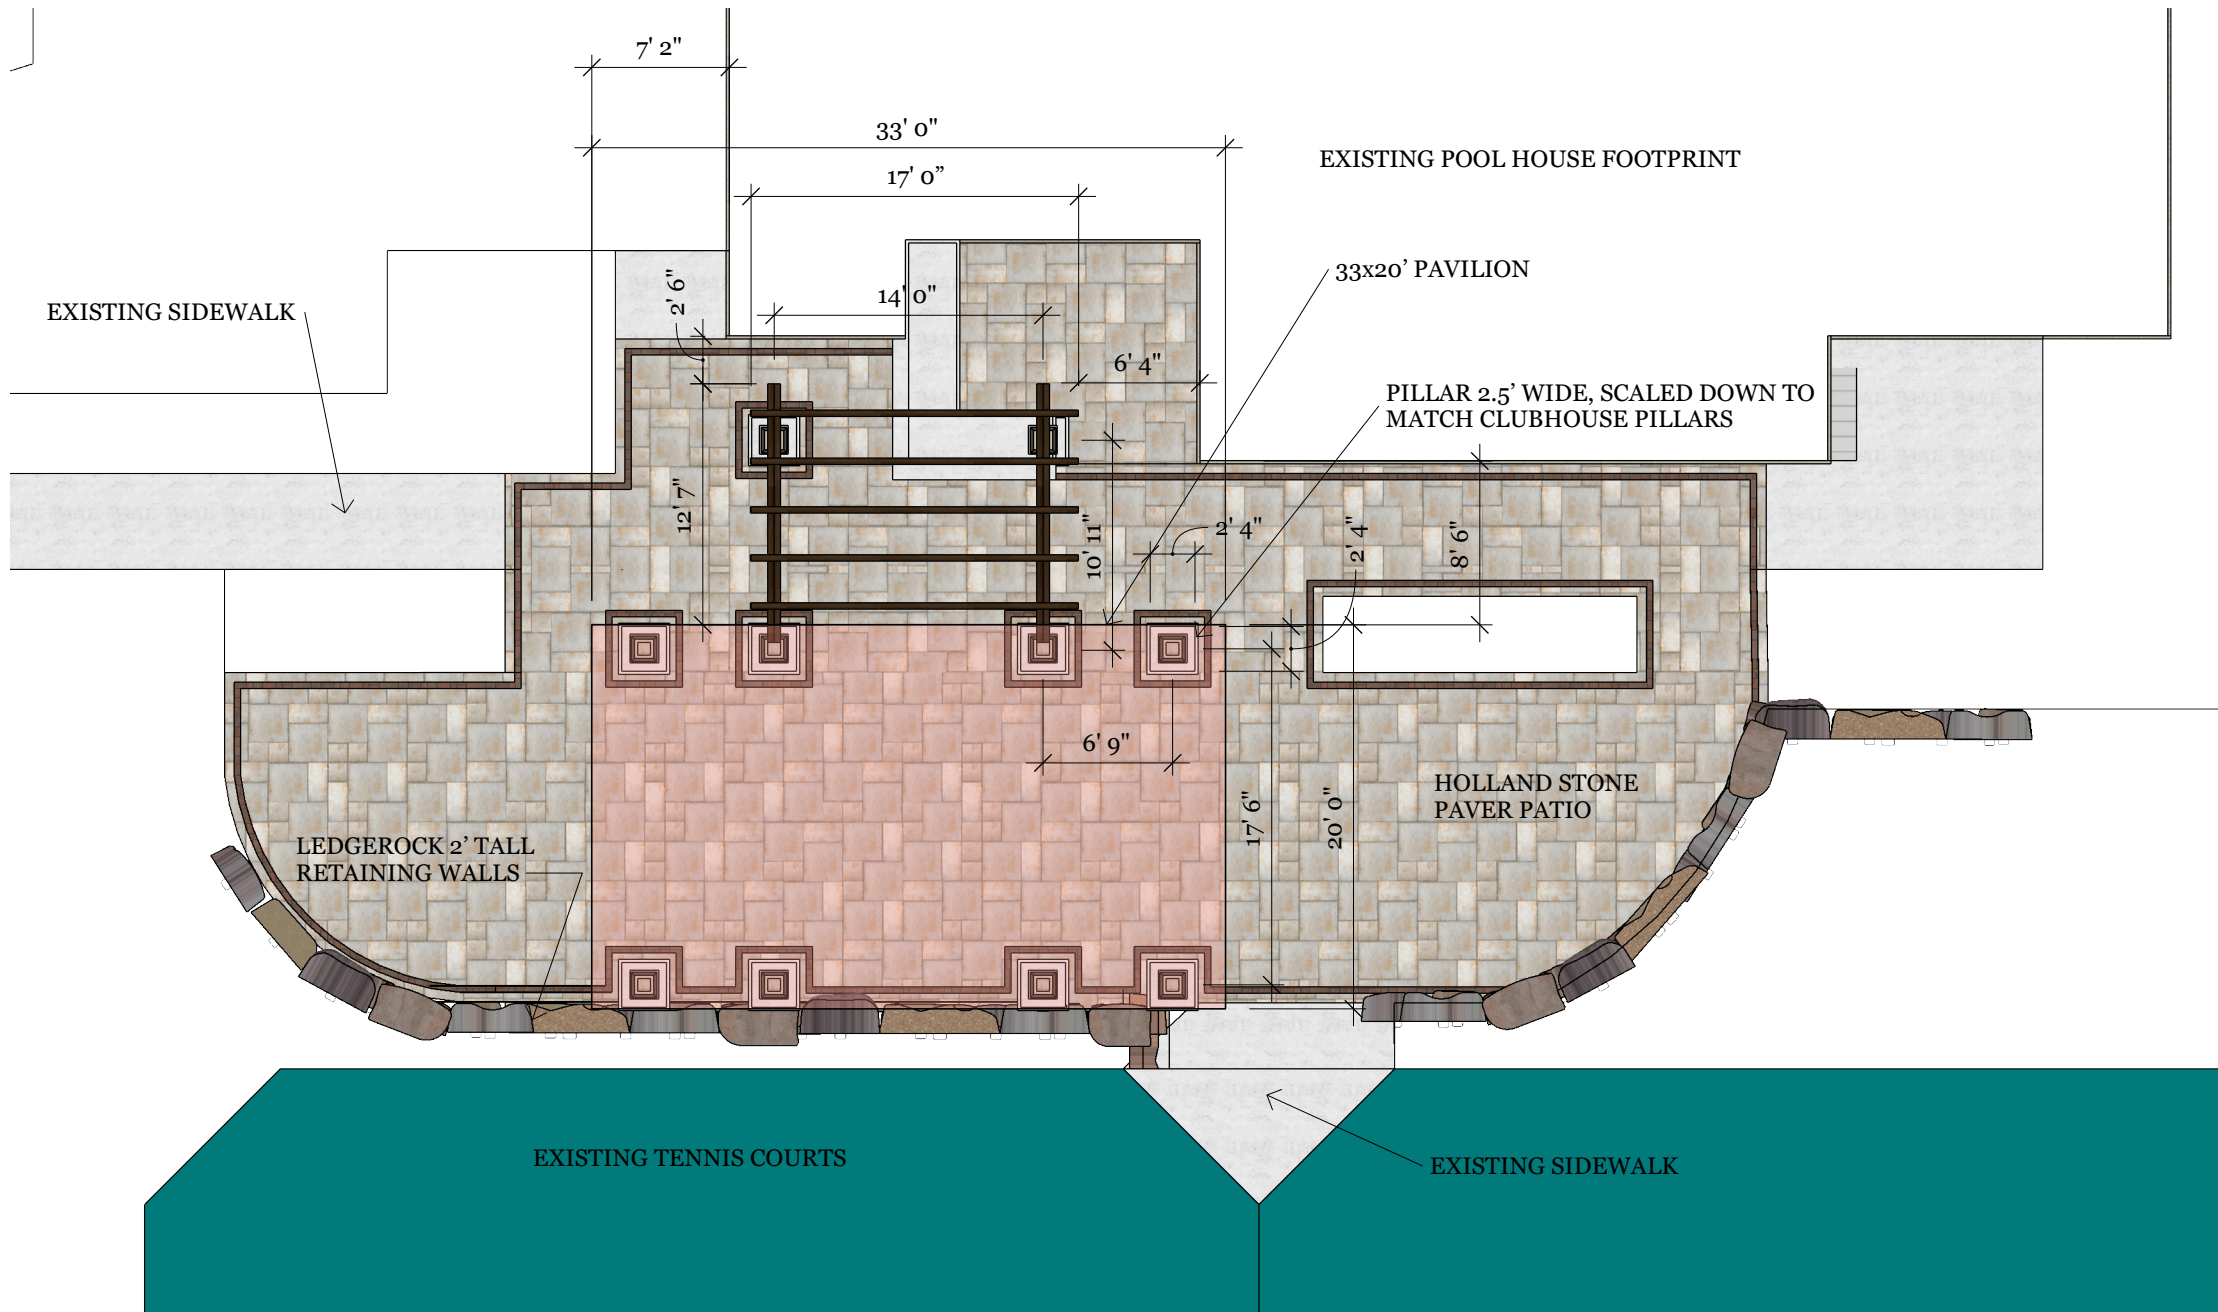 7' 2"
33' 0"
EXISTING POOL HOUSE FOOTPRINT
17' 0”
33x20’ PAVILION
2' 6"
14' 0"
EXISTING SIDEWALK
6' 4"
PILLAR 2.5’ WIDE, SCALED DOWN TO
MATCH CLUBHOUSE PILLARS
12' 7"
10' 11"
2' 4"
2' 4"
8' 6"
6' 9"
HOLLAND STONE
PAVER PATIO
17' 6"
20' 0"
LEDGEROCK 2’ TALL
RETAINING WALLS
EXISTING TENNIS COURTS
EXISTING SIDEWALK